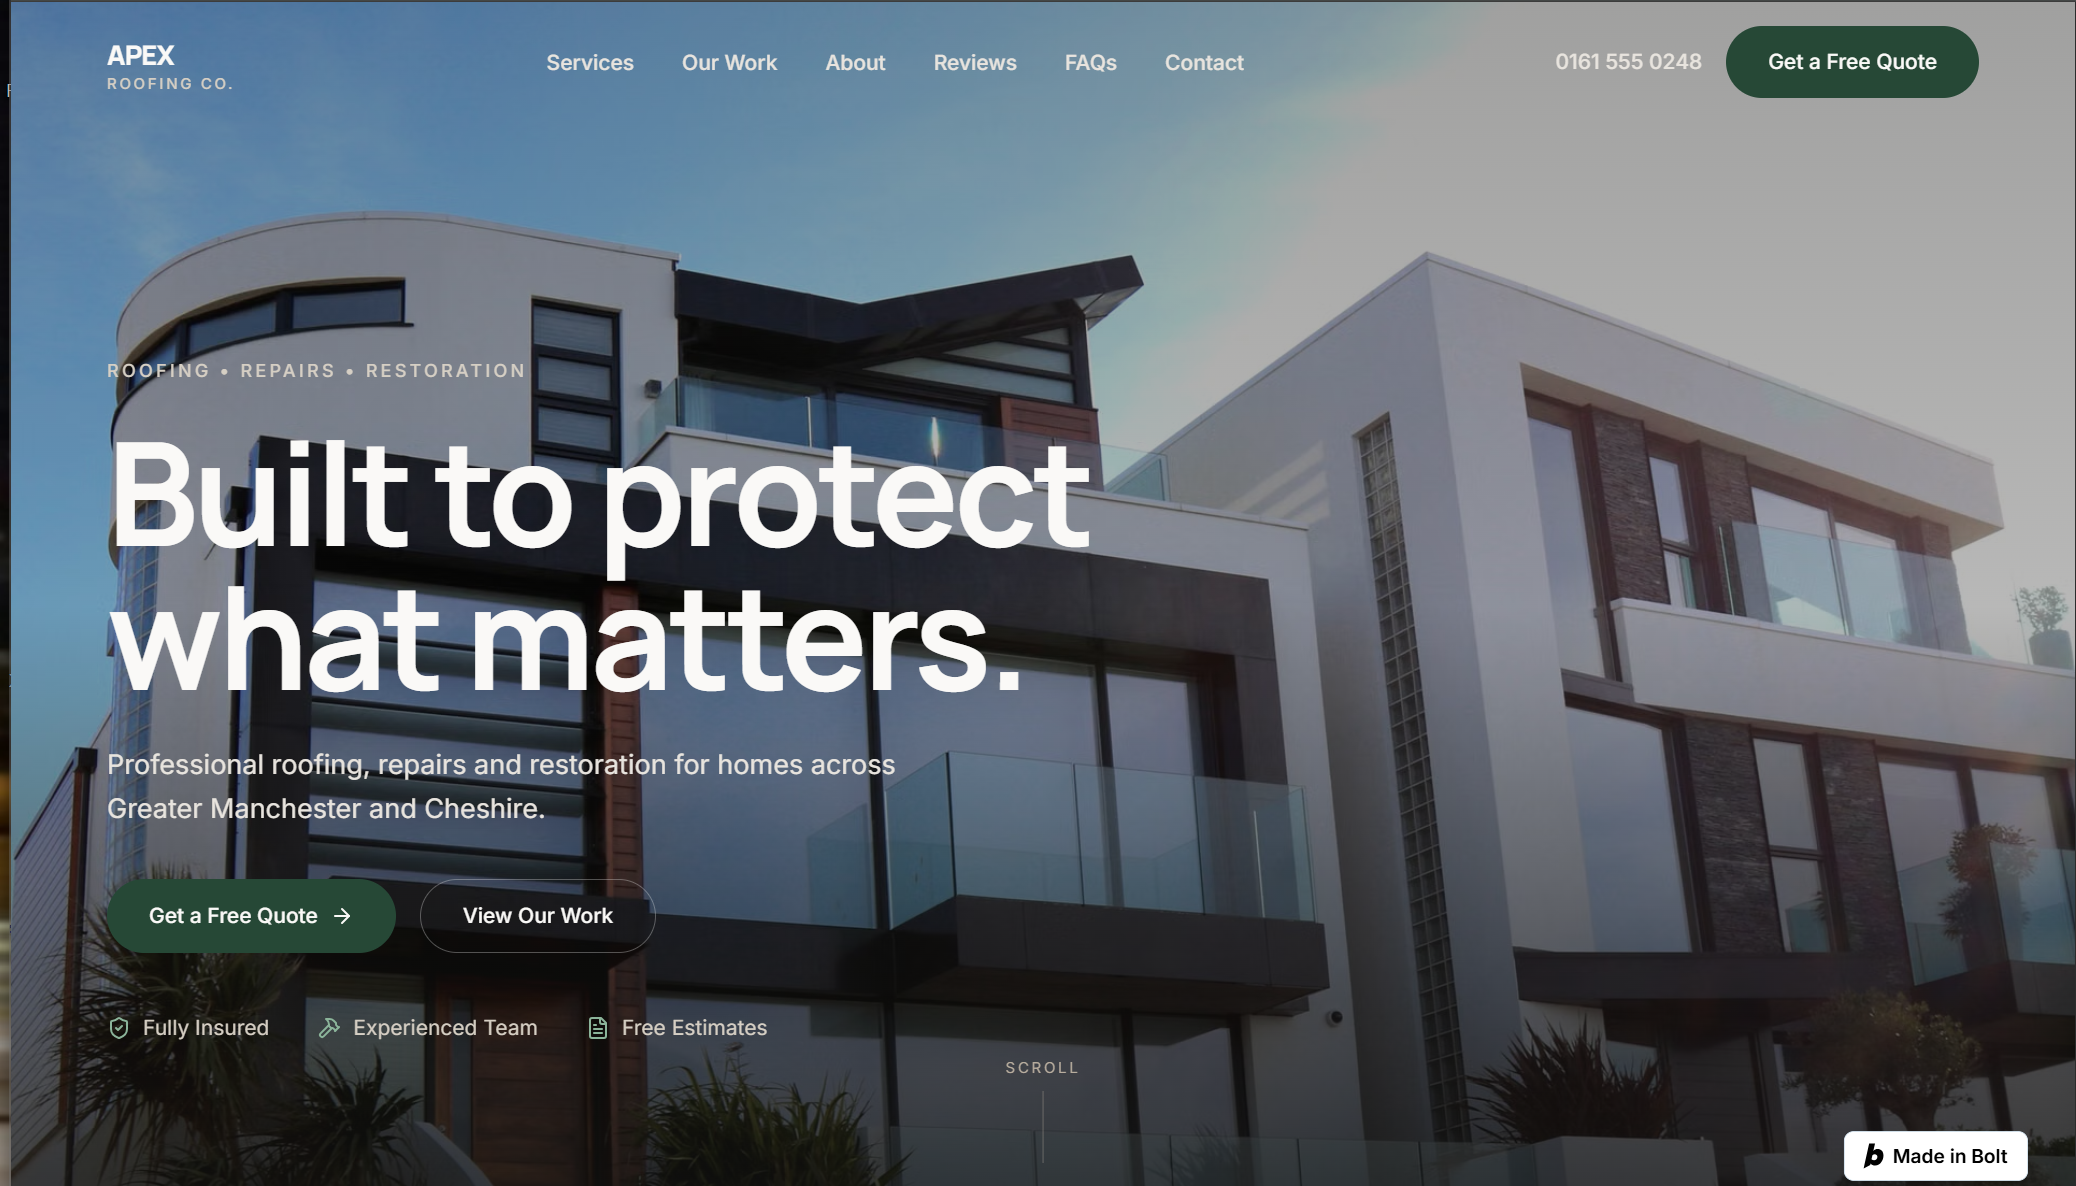 APEX
ROOFING CO.
Services
Our Work
About
Reviews
FAQs
Contact
0161 555 0248
Get a Free Quote
ROOFING • REPAIRS • RESTORATION
Built to protect
what matters.
Professional roofing, repairs and restoration for homes across
Greater Manchester and Cheshire.
Get a Free Quote →
View Our Work
Fully Insured
Experienced Team
Free Estimates
SCROLL
b Made in Bolt